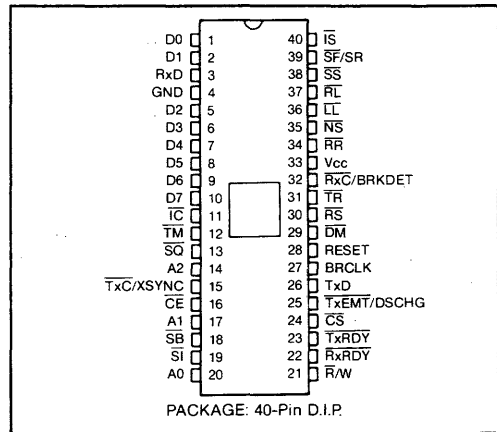 D0 1 40 IS
D1 2 39 SF/SR
RxD 3 38 SS
GND 4 37 RL
D2 5 36 LL
D3 6 35 NS
D4 7 34 RR
D5 8 33 Vcc
D6 9 32 RxC/BRKDET
D7 10 31 TR
IC 11 30 RS
TM 12 29 DM
SQ 13 28 RESET
A2 14 27 BRCLK
TxC/XSYNC 15 26 TxD
CE 16 25 TxEMT/DSCHG
A1 17 24 CS
SB 18 23 TxRDY
SI 19 22 RxRDY
A0 20 21 R/W
PACKAGE: 40-Pin D.I.P.